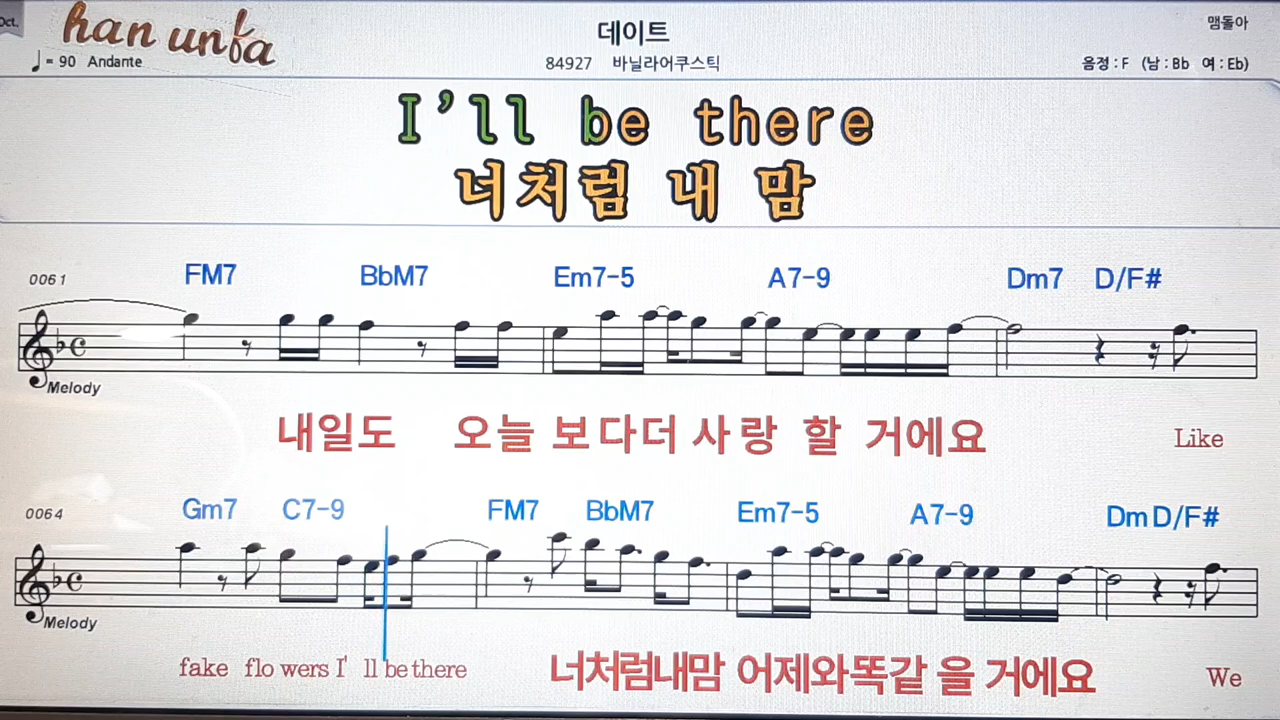 Oct.
han unfa
데이트
맴돌아
♩= 90 Andante
84927 바닐라어쿠스틱
음정 : F (남 : Bb 여 : Eb)
I'll be there
너처럼 내 맘
0061 FM7 BbM7 Em7-5 A7-9 Dm7 D/F#
Melody
내일도 오늘 보다더 사랑 할 거에요 Like
0064 Gm7 C7-9 FM7 BbM7 Em7-5 A7-9 Dm D/F#
Melody
fake flo wers I' ll be there 너처럼내맘 어제와똑같 을 거에요 We